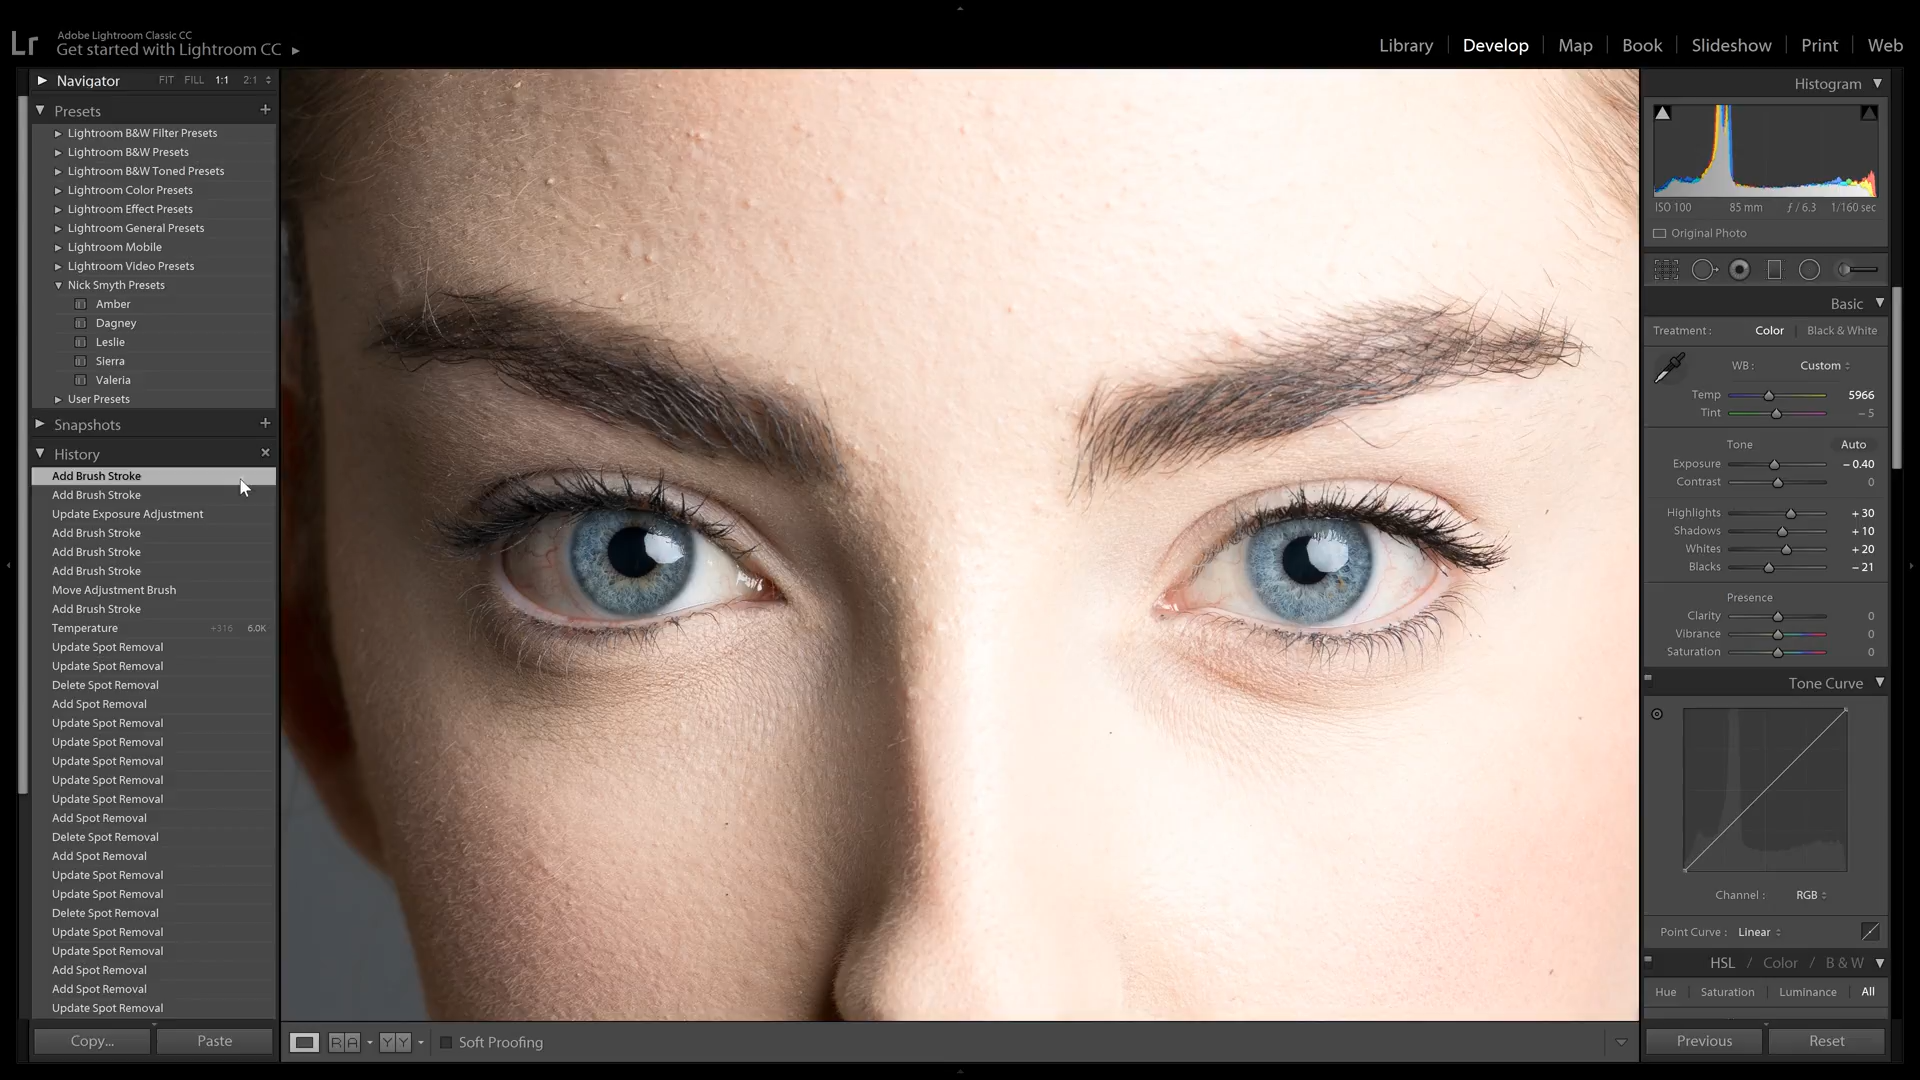 Lr
Adobe Lightroom Classic CC
Get started with Lightroom CC
Library
Develop
Map
Book
Slideshow
Print
Web
Navigator FIT FILL 1:1 2:1
Presets
Lightroom B&W Filter Presets
Lightroom B&W Presets
Lightroom B&W Toned Presets
Lightroom Color Presets
Lightroom Effect Presets
Lightroom General Presets
Lightroom Mobile
Lightroom Video Presets
Nick Smyth Presets
Amber
Dagney
Leslie
Sierra
Valeria
User Presets
Snapshots
History
Add Brush Stroke
Add Brush Stroke
Update Exposure Adjustment
Add Brush Stroke
Add Brush Stroke
Add Brush Stroke
Move Adjustment Brush
Add Brush Stroke
Temperature +316 6.0K
Update Spot Removal
Update Spot Removal
Delete Spot Removal
Add Spot Removal
Update Spot Removal
Update Spot Removal
Update Spot Removal
Update Spot Removal
Update Spot Removal
Add Spot Removal
Delete Spot Removal
Add Spot Removal
Update Spot Removal
Update Spot Removal
Delete Spot Removal
Update Spot Removal
Update Spot Removal
Add Spot Removal
Add Spot Removal
Update Spot Removal
Copy...
Paste
R A
Y Y
Soft Proofing
Histogram
ISO 100 85 mm ƒ / 6.3 1/160 sec
Original Photo
Basic
Treatment : Color Black & White
WB : Custom
Temp 5966
Tint – 5
Tone Auto
Exposure – 0.40
Contrast 0
Highlights + 30
Shadows + 10
Whites + 20
Blacks – 21
Presence
Clarity 0
Vibrance 0
Saturation 0
Tone Curve
Channel : RGB
Point Curve : Linear
HSL / Color / B & W
Hue Saturation Luminance All
Previous
Reset